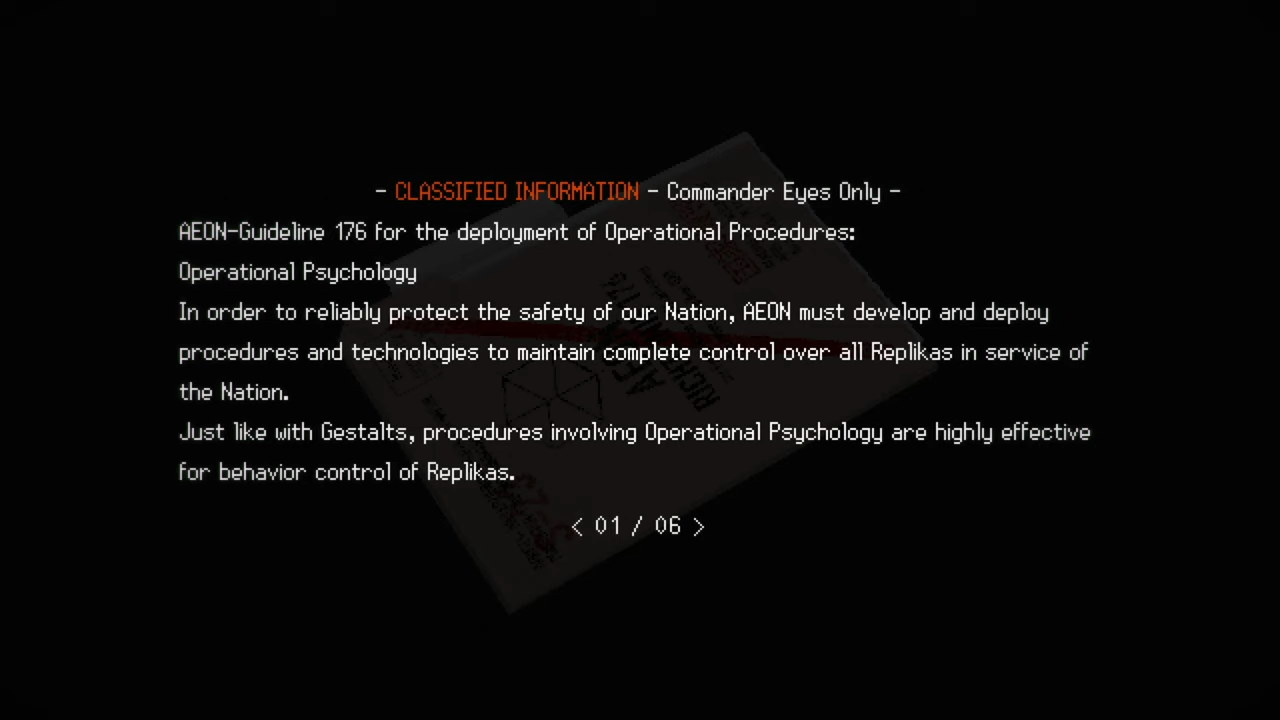 - CLASSIFIED INFORMATION - Commander Eyes Only -
AEON-Guideline 176 for the deployment of Operational Procedures:
Operational Psychology
In order to reliably protect the safety of our Nation, AEON must develop and deploy
procedures and technologies to maintain complete control over all Replikas in service of
the Nation.
Just like with Gestalts, procedures involving Operational Psychology are highly effective
for behavior control of Replikas.
< 01 / 06 >